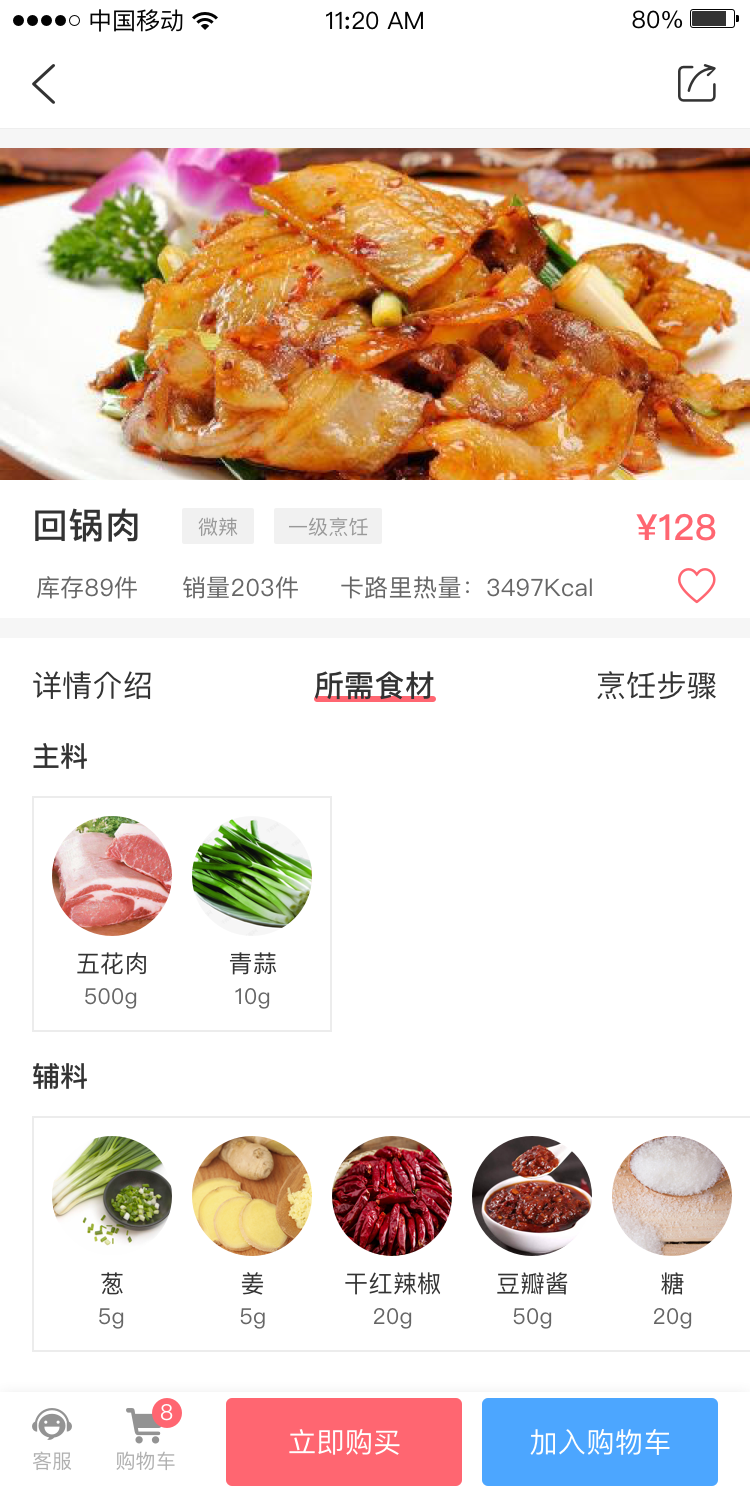 中国移动 11:20 AM 80%
回锅肉 微辣 一级烹饪 ¥128
库存89件 销量203件 卡路里热量：3497Kcal
详情介绍 所需食材 烹饪步骤
主料
五花肉 青蒜
500g 10g
辅料
葱 姜 干红辣椒 豆瓣酱 糖
5g 5g 20g 50g 20g
8
客服 购物车 立即购买 加入购物车